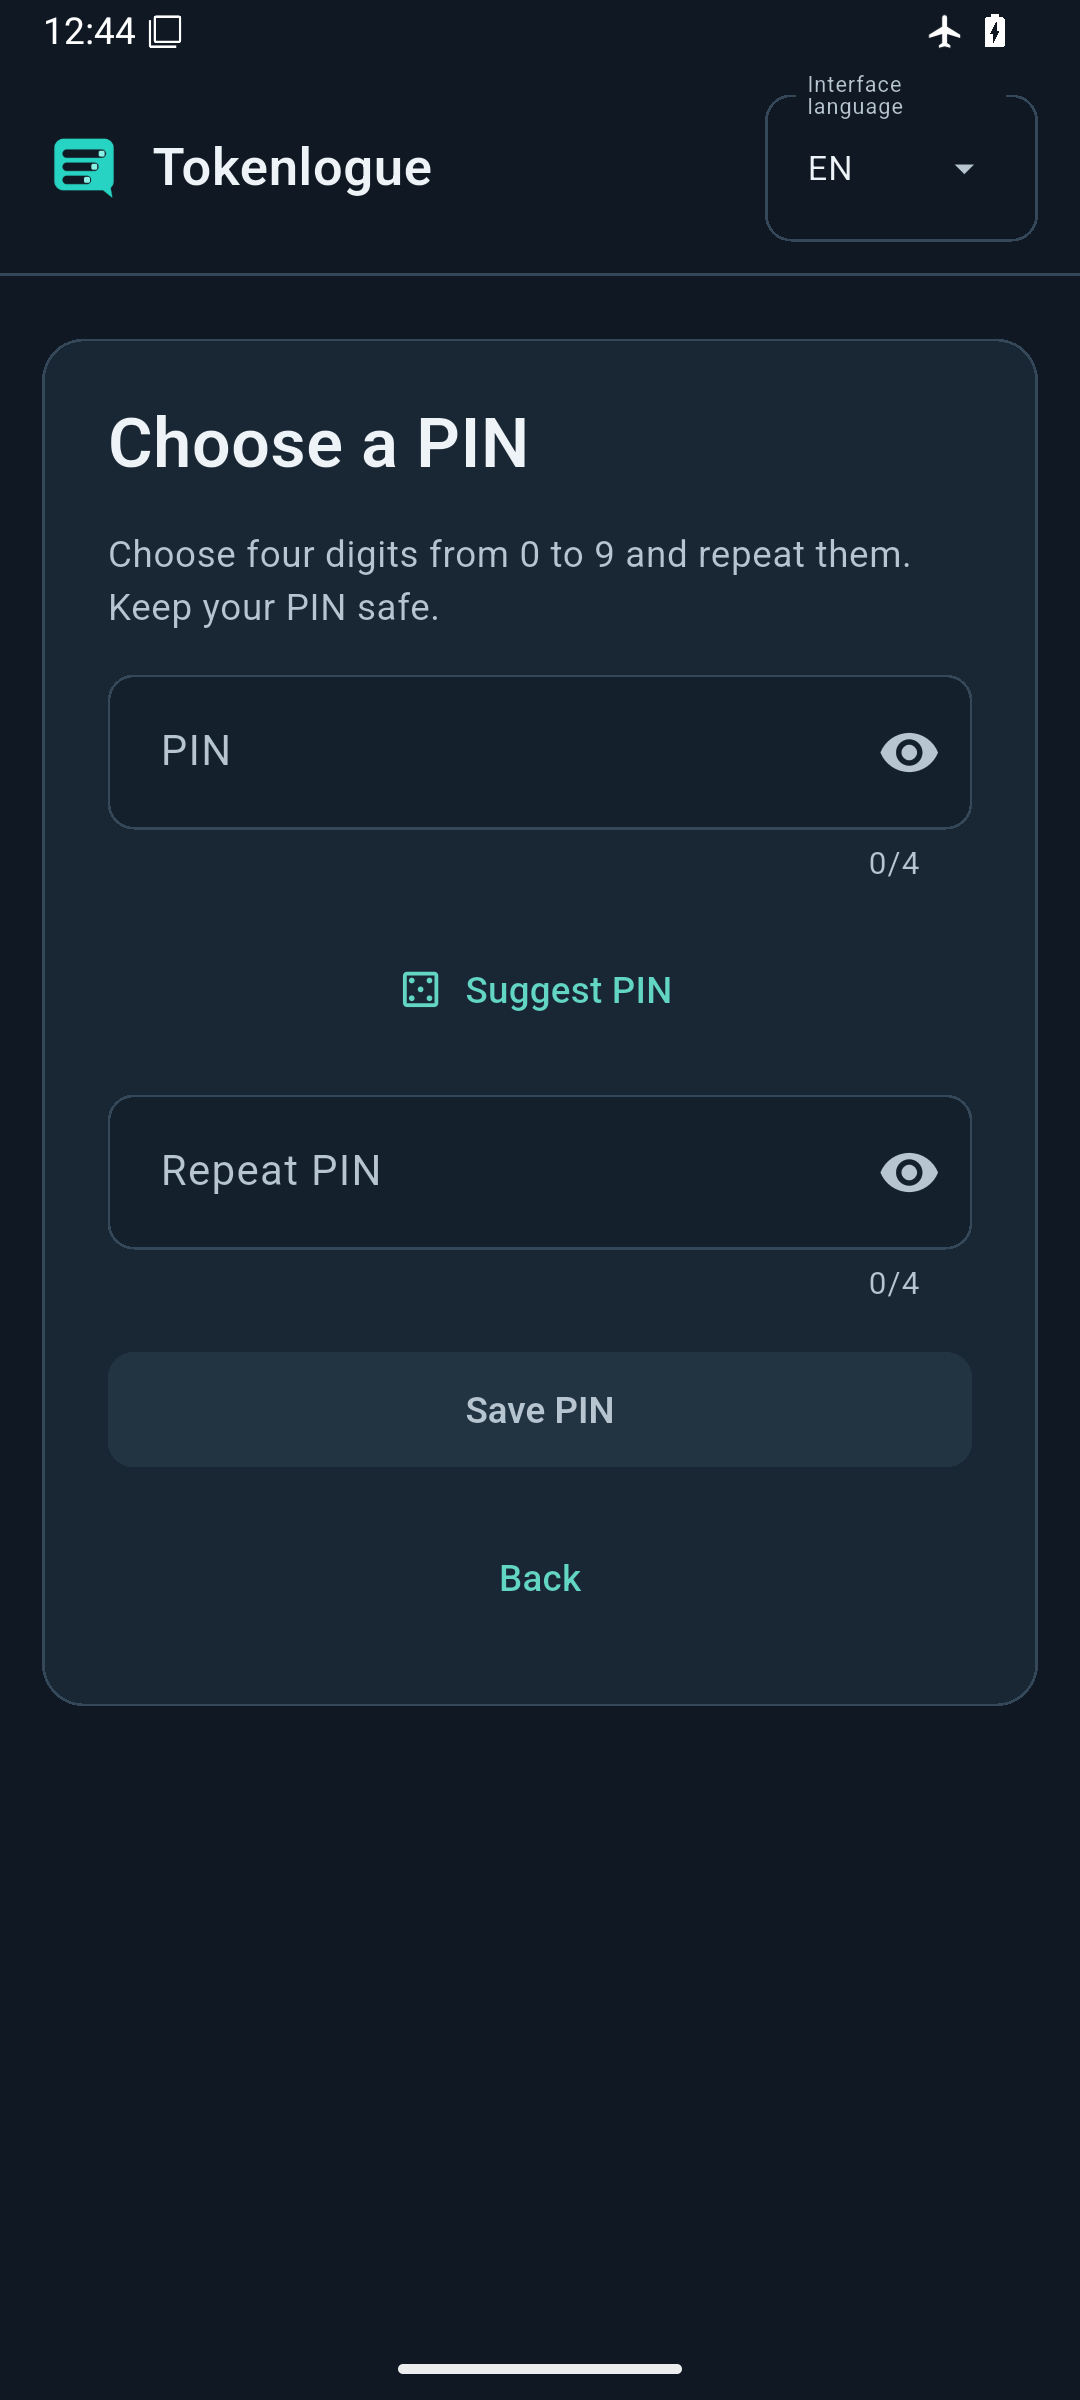 12:44
Interface
language
Tokenlogue
EN
Choose a PIN
Choose four digits from 0 to 9 and repeat them.
Keep your PIN safe.
PIN
0/4
Suggest PIN
Repeat PIN
0/4
Save PIN
Back